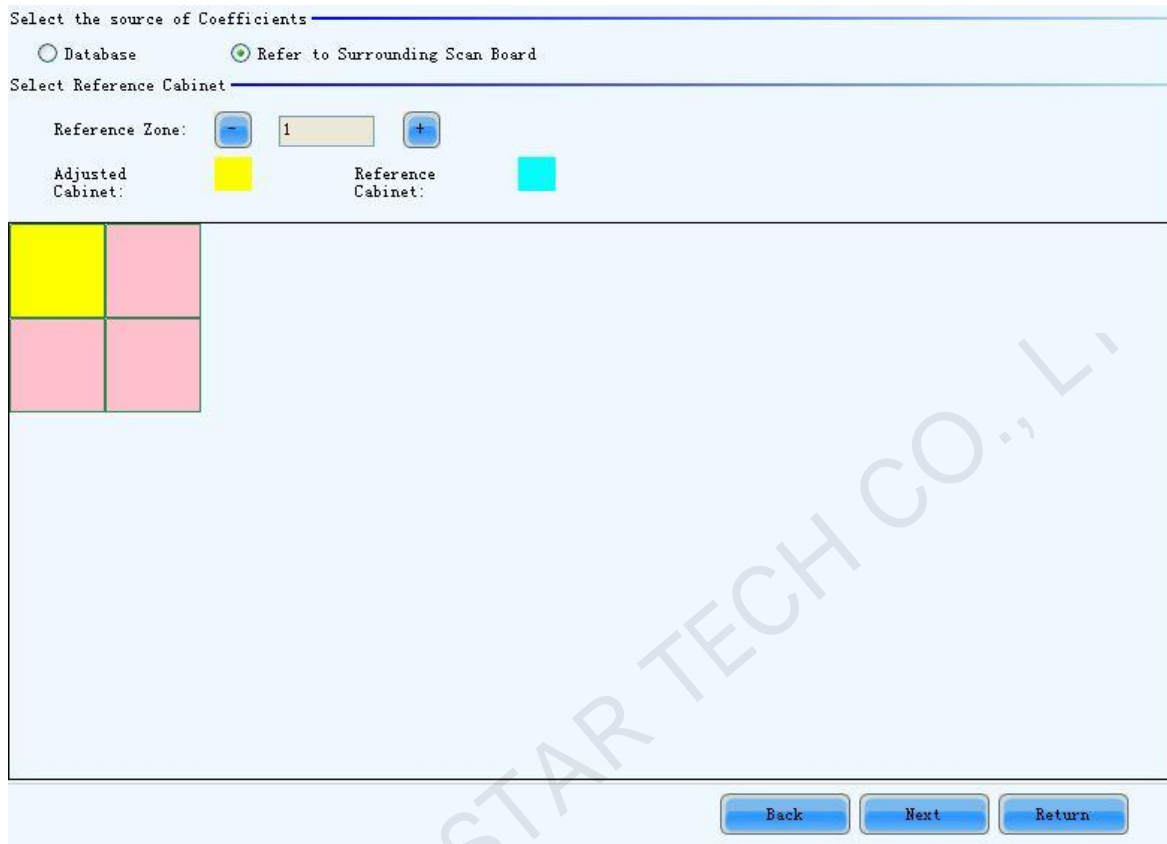 Select the source of Coefficients
Database
Refer to Surrounding Scan Board
Select Reference Cabinet
Reference Zone:
-
1
+
Adjusted
Cabinet:
Reference
Cabinet:
STAR TECH CO.,
Back
Next
Return